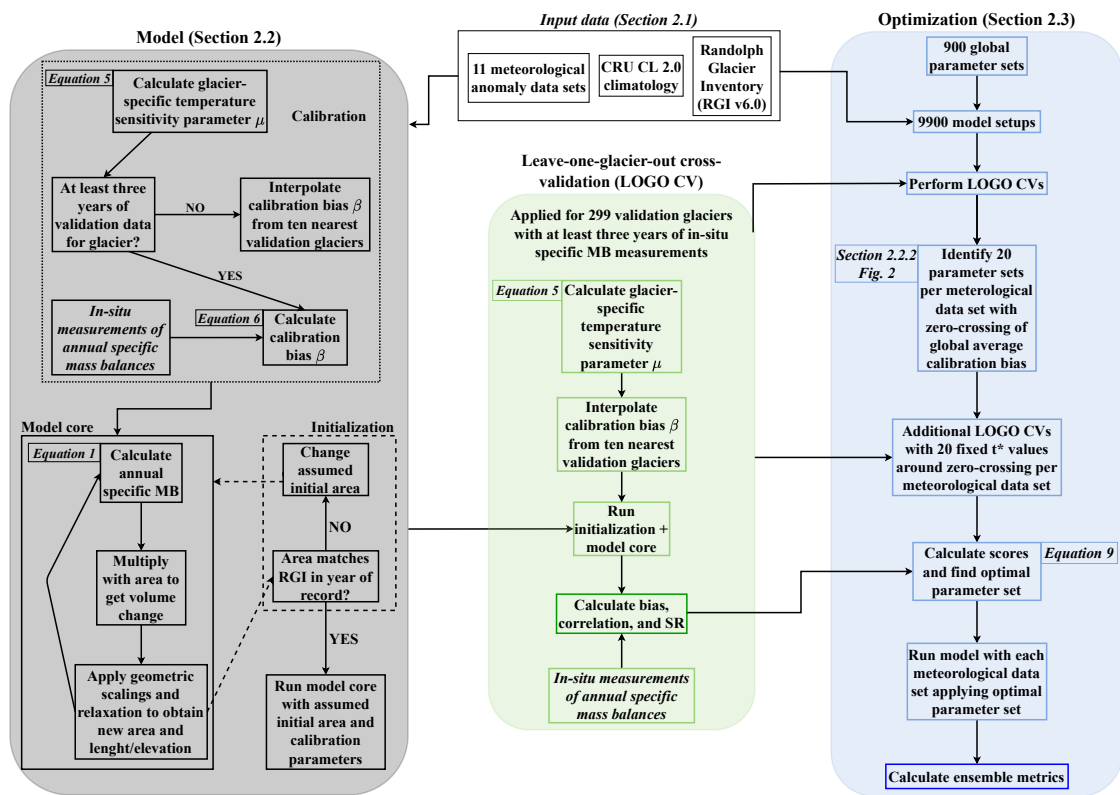 Model (Section 2.2)
Equation 5
Calculate glacier-
specific temperature
sensitivity parameter μ
Calibration
At least three
years of
validation data
for glacier?
NO
Interpolate
calibration bias β
from ten nearest
validation glaciers
YES
In-situ
measurements of
annual specific
mass balances
Equation 6
Calculate
calibration
bias β
Model core
Equation 1
Calculate
annual
specific MB
Multiply
with area to
get volume
change
Apply geometric
scalings and
relaxation to obtain
new area and
lenght/elevation
Initialization
Change
assumed
initial area
NO
Area matches
RGI in year of
record?
YES
Run model core
with assumed
initial area and
calibration
parameters
Input data (Section 2.1)
11 meteorological
anomaly data sets
CRU CL 2.0
climatology
Randolph
Glacier
Inventory
(RGI v6.0)
Leave-one-glacier-out cross-
validation (LOGO CV)
Applied for 299 validation glaciers
with at least three years of in-situ
specific MB measurements
Equation 5
Calculate glacier-
specific
temperature
sensitivity
parameter μ
Interpolate
calibration bias β
from ten nearest
validation glaciers
Run
initialization +
model core
Calculate bias,
correlation, and SR
In-situ measurements
of annual specific
mass balances
Optimization (Section 2.3)
900 global
parameter sets
9900 model setups
Perform LOGO CVs
Section 2.2.2
Fig. 2
Identify 20
parameter sets
per meterological
data set with
zero-crossing of
global average
calibration bias
Additional LOGO CVs
with 20 fixed t* values
around zero-crossing per
meteorological data set
Calculate scores
and find optimal
parameter set
Equation 9
Run model with each
meteorological data
set applying optimal
parameter set
Calculate ensemble metrics